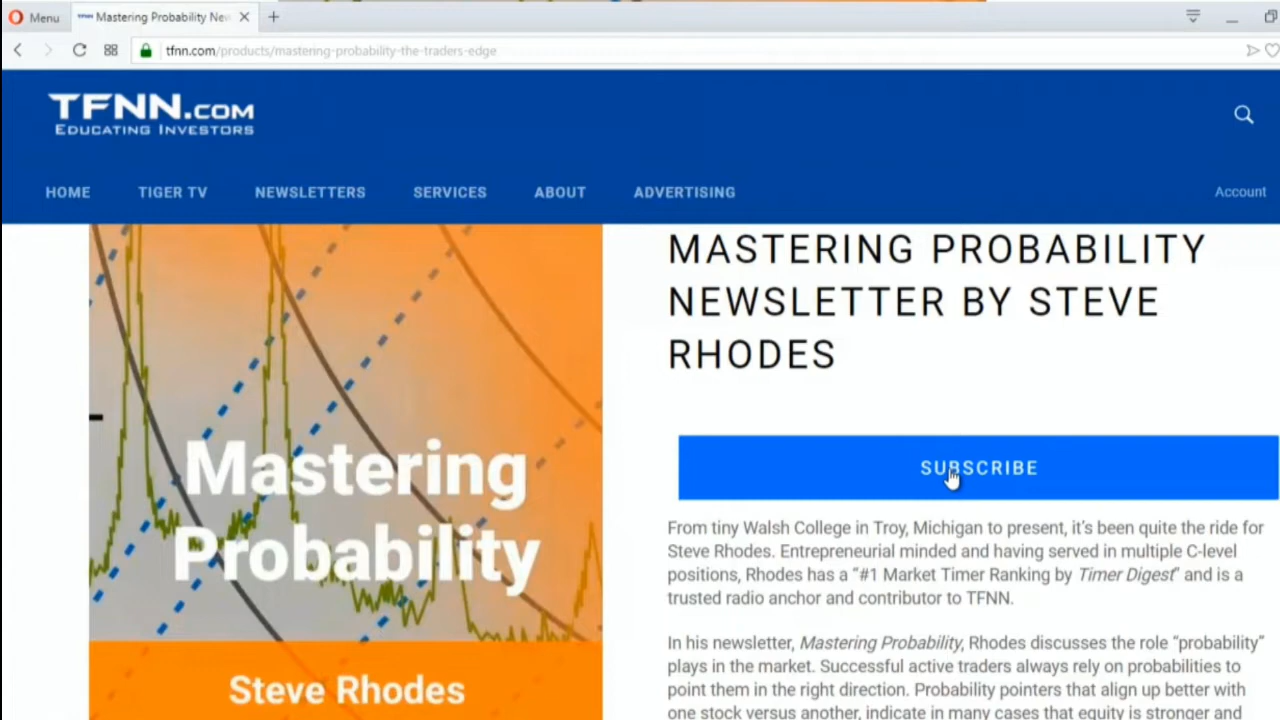 Menu
Mastering Probability New
tfnn.com/products/mastering-probability-the-traders-edge
TFNN.COM
EDUCATING INVESTORS
HOME TIGER TV NEWSLETTERS SERVICES ABOUT ADVERTISING
Account
Mastering
Probability
Steve Rhodes
MASTERING PROBABILITY
NEWSLETTER BY STEVE
RHODES
SUBSCRIBE
From tiny Walsh College in Troy, Michigan to present, it's been quite the ride for
Steve Rhodes. Entrepreneurial minded and having served in multiple C-level
positions, Rhodes has a “#1 Market Timer Ranking by Timer Digest” and is a
trusted radio anchor and contributor to TFNN.
In his newsletter, Mastering Probability, Rhodes discusses the role “probability”
plays in the market. Successful active traders always rely on probabilities to
point them in the right direction. Probability pointers that align up better with
one stock versus another, indicate in many cases that equity is stronger and